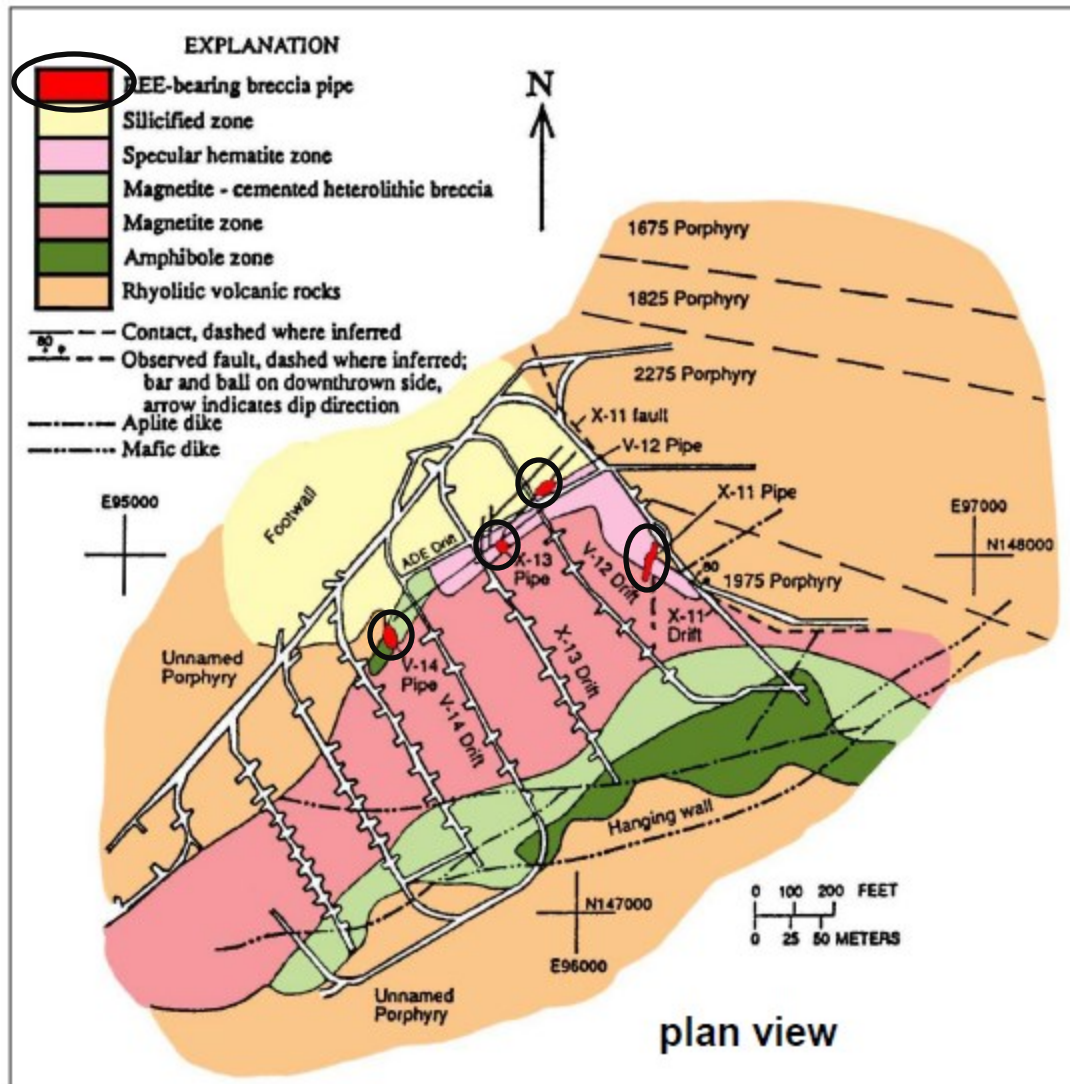 EXPLANATION
REE-bearing breccia pipe
Silicified zone
Specular hematite zone
Magnetite - cemented heterolithic breccia
Magnetite zone
Amphibole zone
Rhyolitic volcanic rocks
Contact, dashed where inferred
80
Observed fault, dashed where inferred;
bar and ball on downthrown side,
arrow indicates dip direction
Aplite dike
Mafic dike
N
1675 Porphyry
1825 Porphyry
2275 Porphyry
X-11 fault
V-12 Pipe
X-11 Pipe
E95000
E97000
N148000
Footwall
ADE Drift
X-13
Pipe
V-12 Drift
80
1975 Porphyry
X-11
Drift
Unnamed
Porphyry
V-14
Pipe
X-13 Drift
V-14 Drift
Hanging wall
0 100 200 FEET
0 25 50 METERS
N147000
E96000
Unnamed
Porphyry
plan view